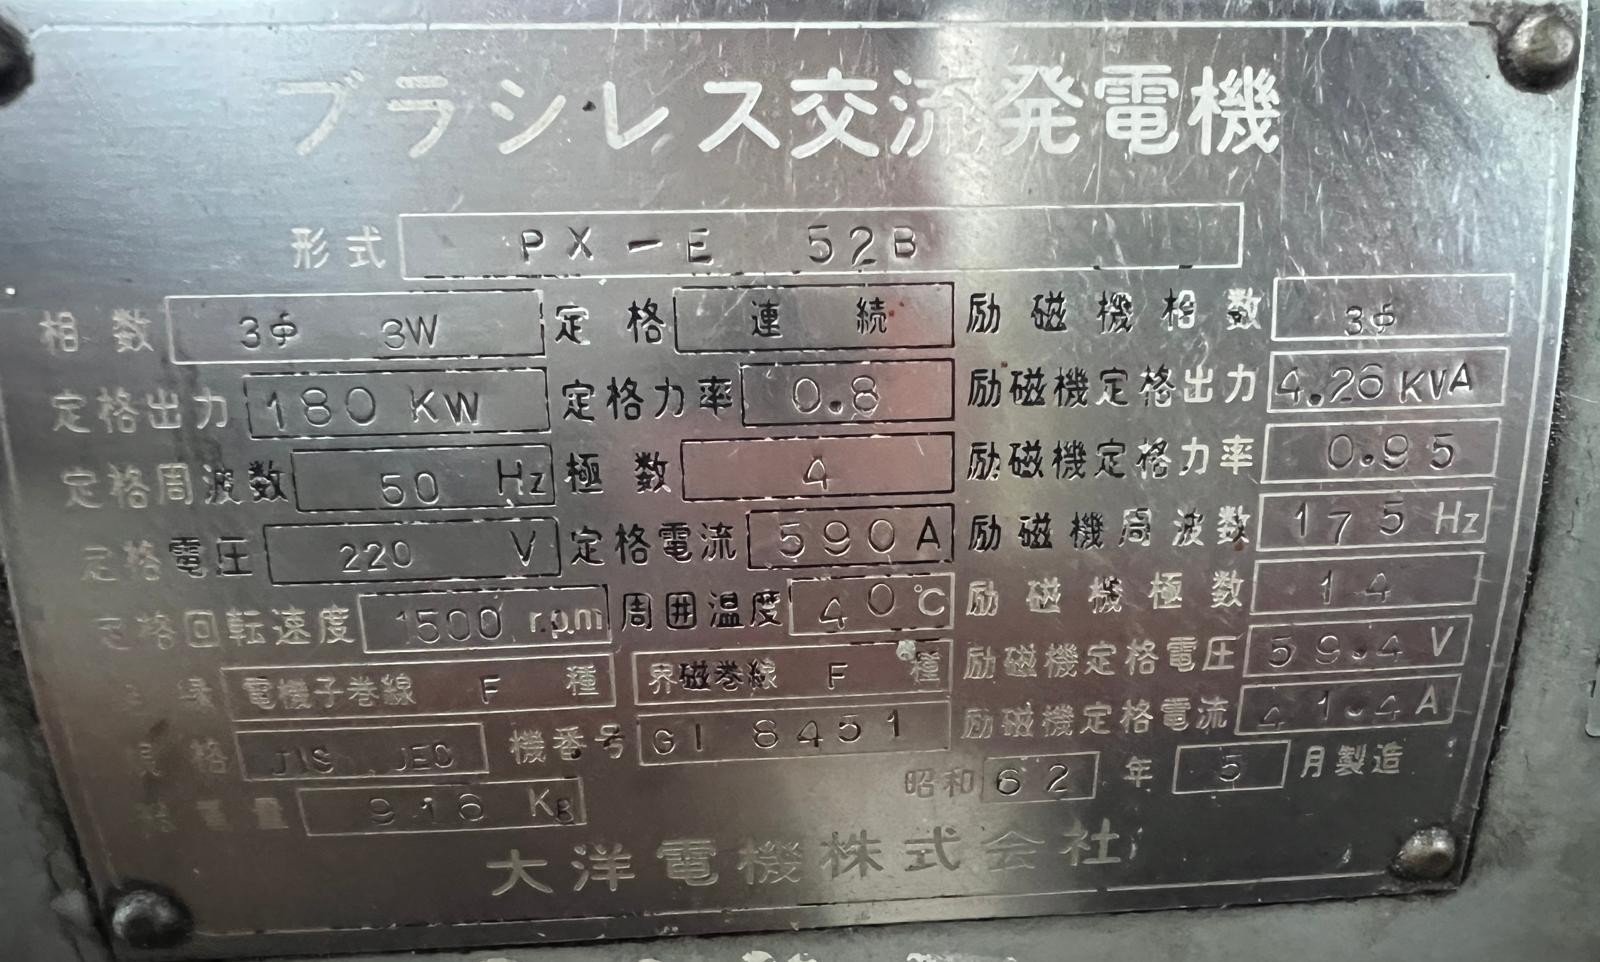 ブラシレス交流発電機
形式 PX-E 52B
相数 3φ 3W 定格 連続 励磁機相数 3φ
定格出力 180 KW 定格力率 0.8 励磁機定格出力 4.26 KVA
定格周波数 50 Hz 極数 4 励磁機定格力率 0.95
定格電圧 220 V 定格電流 590 A 励磁機周波数 175 Hz
定格回転速度 1500 rpm 周囲温度 40 ℃ 励磁機極数 14
電機子巻線 F 種 界磁巻線 F 種 励磁機定格電圧 59.4 V
規格 JIS JEC 機番号 G1 8451 励磁機定格電流 41.4 A
総重量 916 Kg 昭和 62 年 5 月製造
大洋電機株式会社